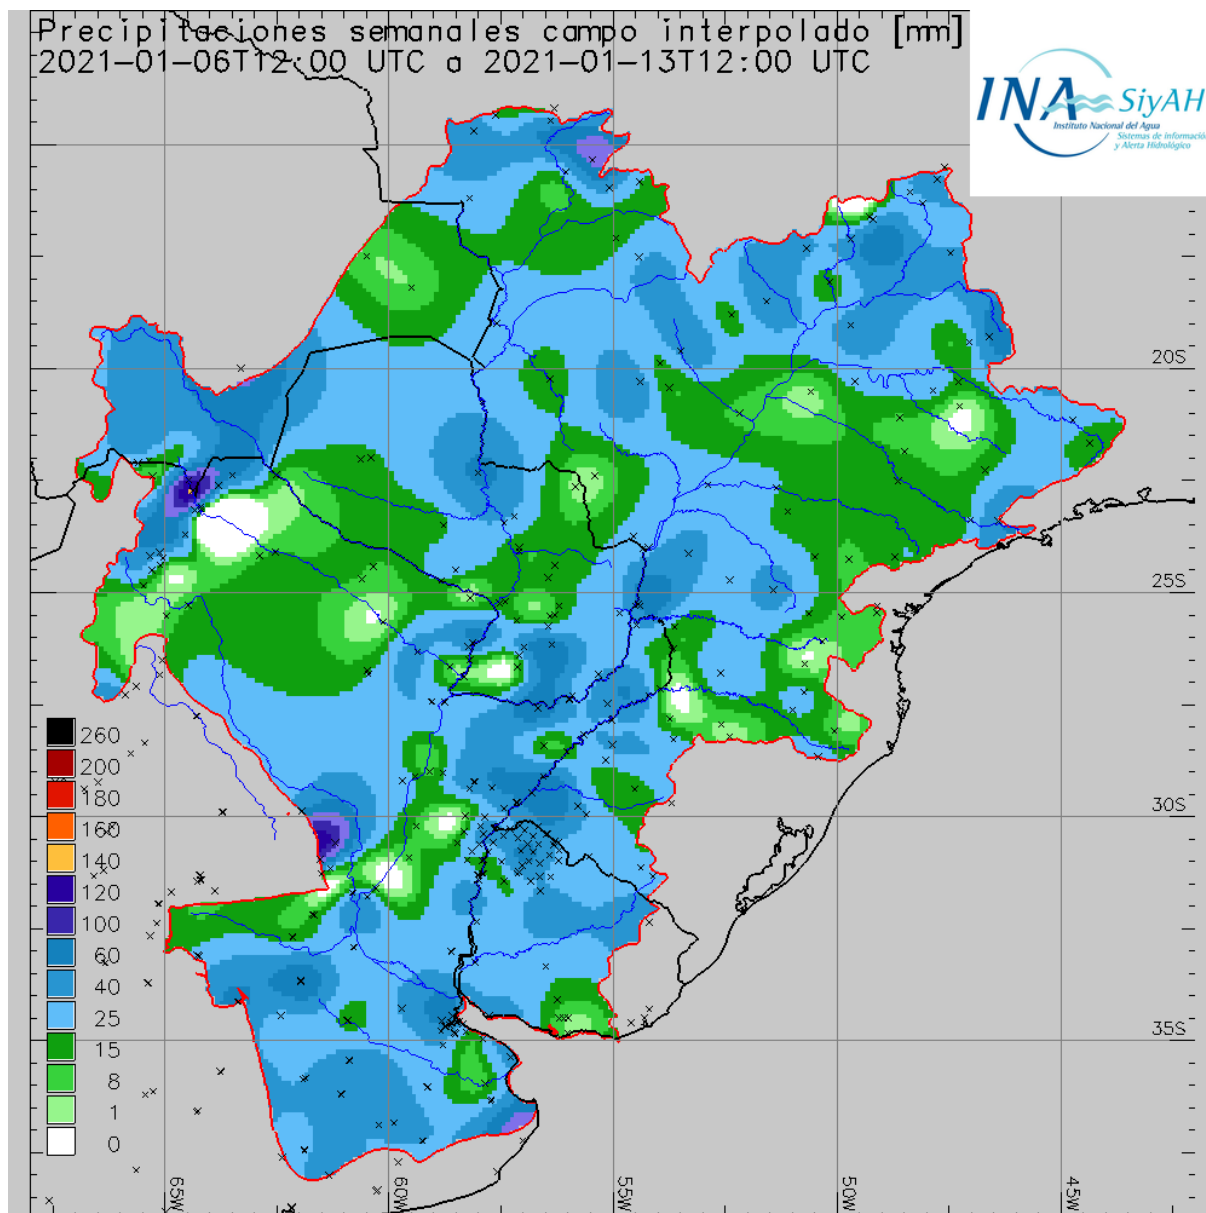 Precipitaciones semanales campo interpolado [mm]
2021-01-06T12:00 UTC a 2021-01-13T12:00 UTC
INA SiyAH
Instituto Nacional del Agua
Sistemas de Información
y Alerta Hidrológico
20S
25S
30S
35S
260
200
180
160
140
120
100
60
40
25
15
8
1
0
65W
60W
55W
50W
45W